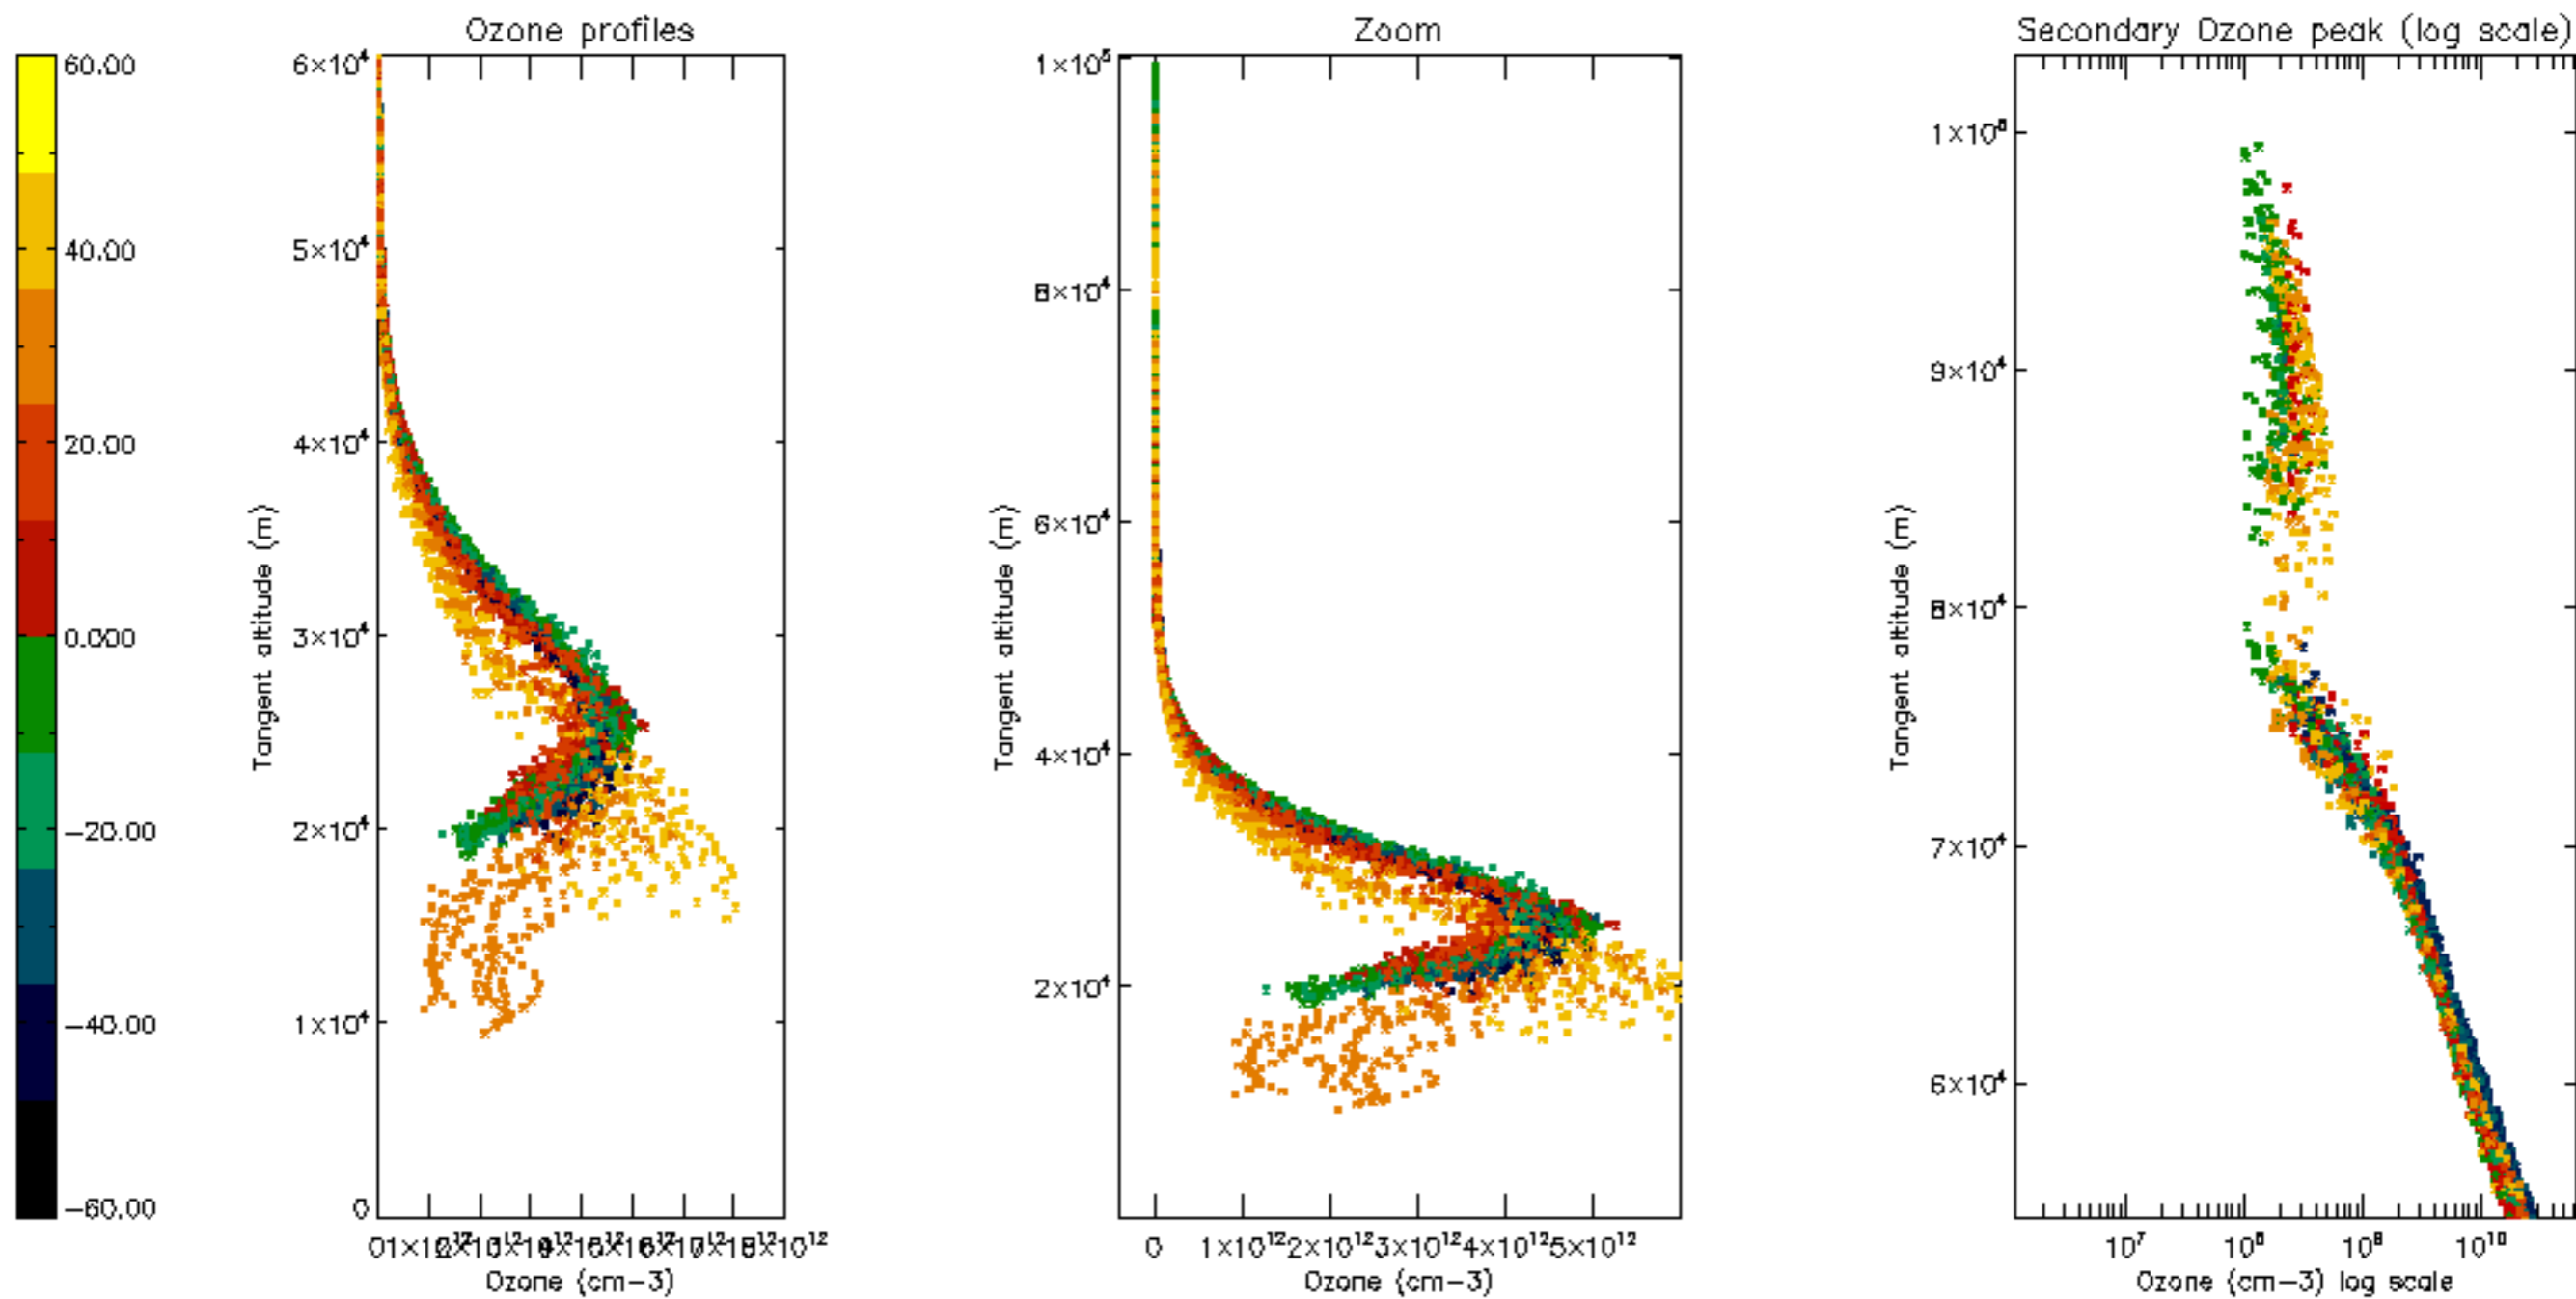 Ozone profiles
Zoom
Secondary Ozone peak (log scale)
60.00
40.00
20.00
0.000
-20.00
-40.00
-60.00
6×10⁴
5×10⁴
4×10⁴
3×10⁴
2×10⁴
1×10⁴
0
Tangent altitude (m)
Ozone (cm-3)
1×10⁵
8×10⁴
6×10⁴
4×10⁴
2×10⁴
Tangent altitude (m)
0 1×10¹² 2×10¹² 3×10¹² 4×10¹² 5×10¹²
Ozone (cm-3)
9×10⁴
8×10⁴
7×10⁴
6×10⁴
Tangent altitude (m)
10⁷ 10⁸ 10⁹ 10¹⁰
Ozone (cm-3) log scale